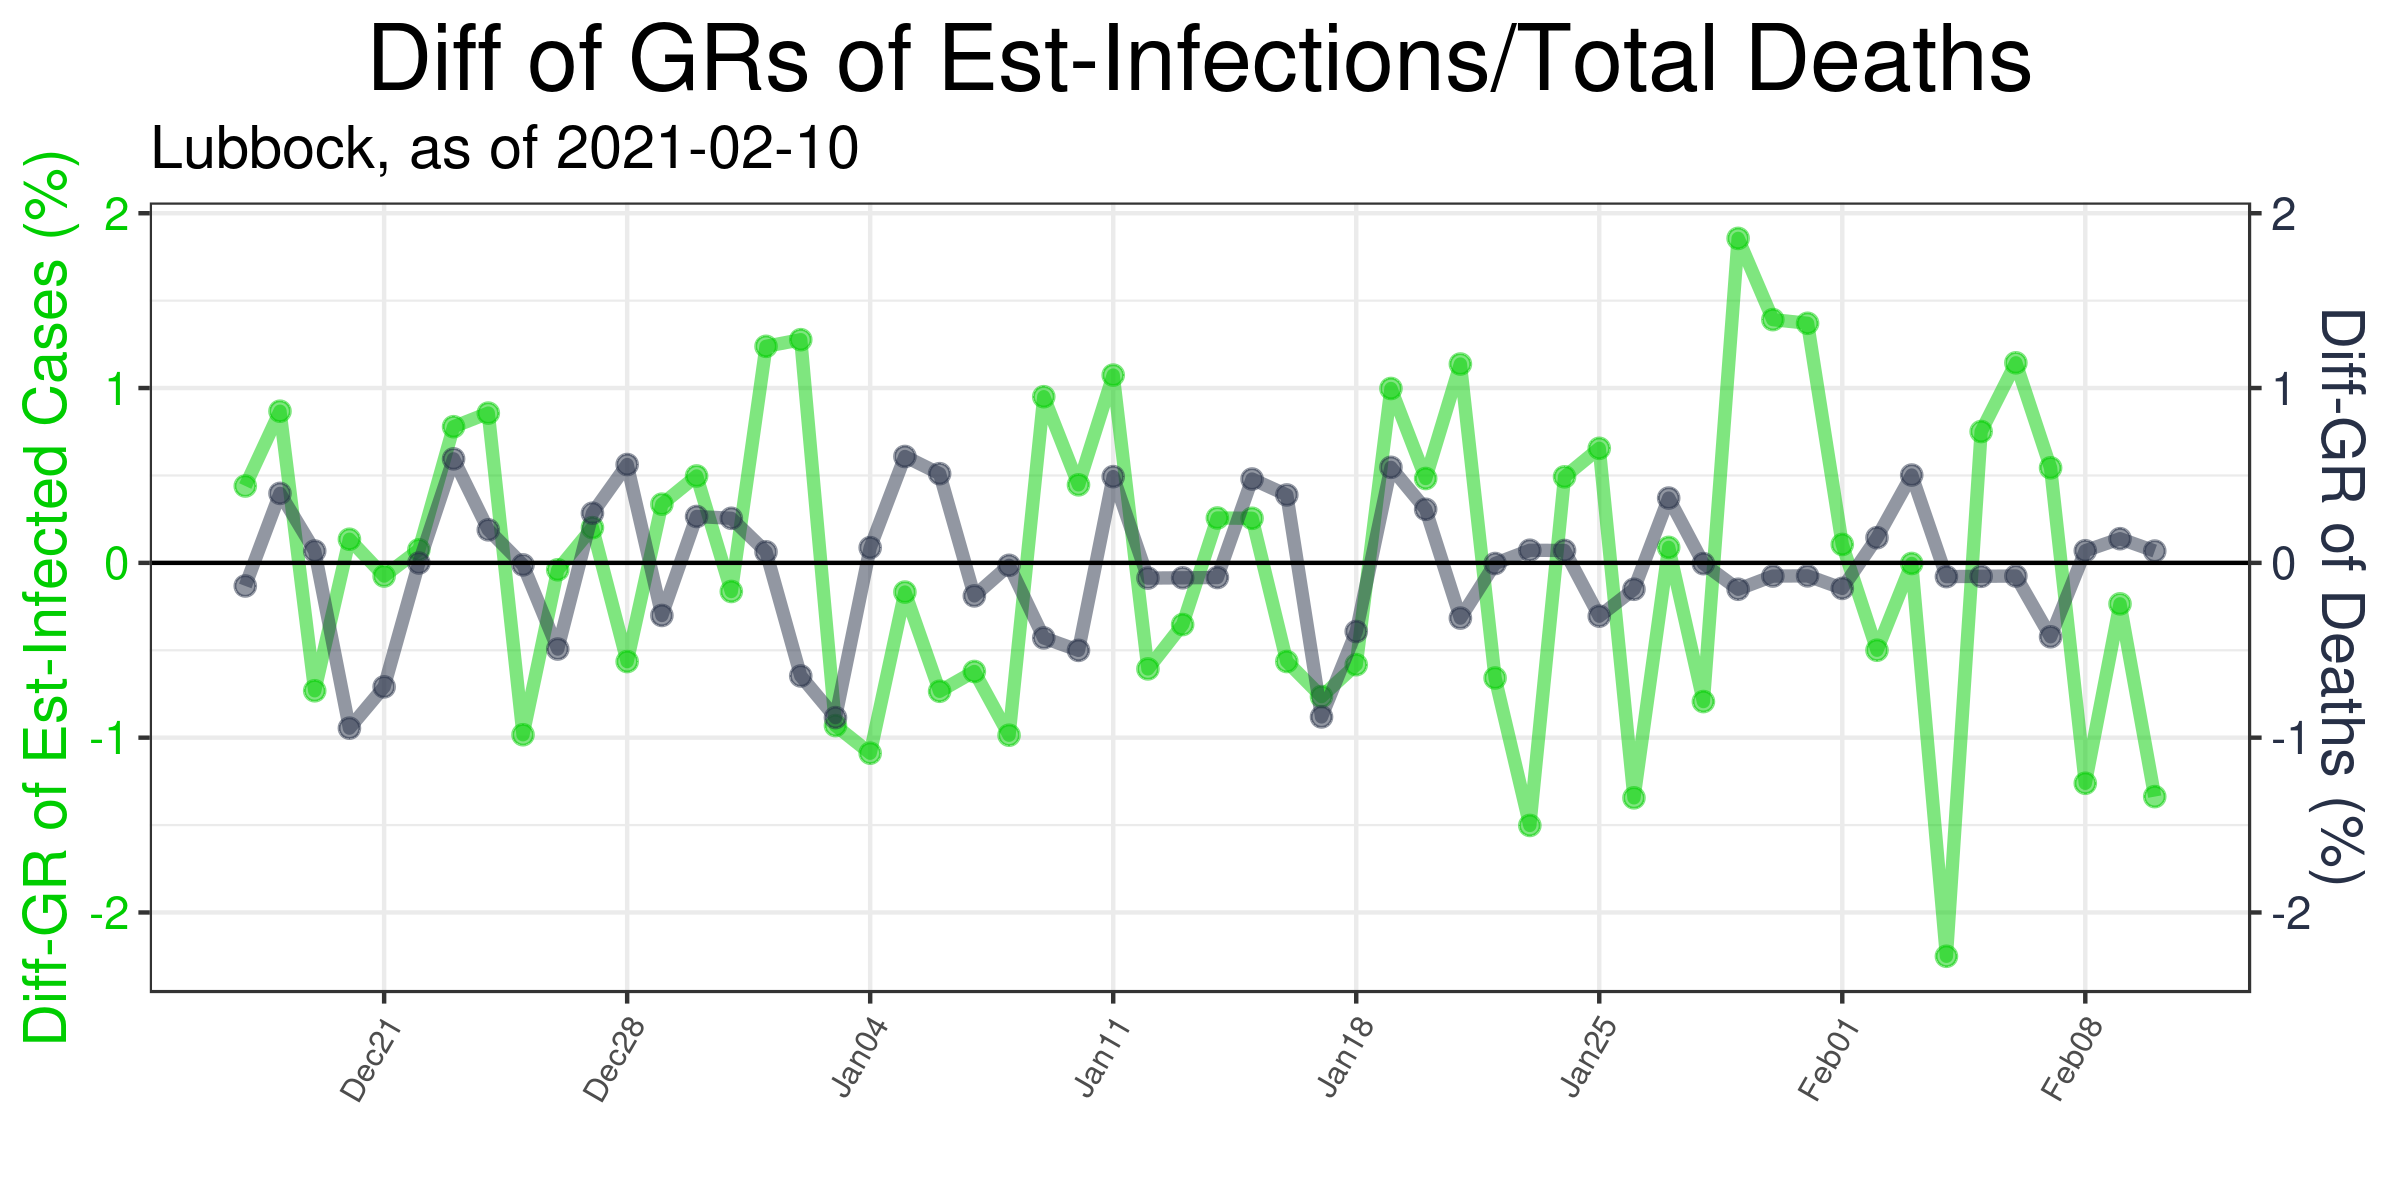 Diff of GRs of Est-Infections/Total Deaths
Lubbock, as of 2021-02-10
Diff-GR of Est-Infected Cases (%)
2
1
0
-1
-2
2
1
0
-1
-2
Diff-GR of Deaths (%)
Dec21
Dec28
Jan04
Jan11
Jan18
Jan25
Feb01
Feb08